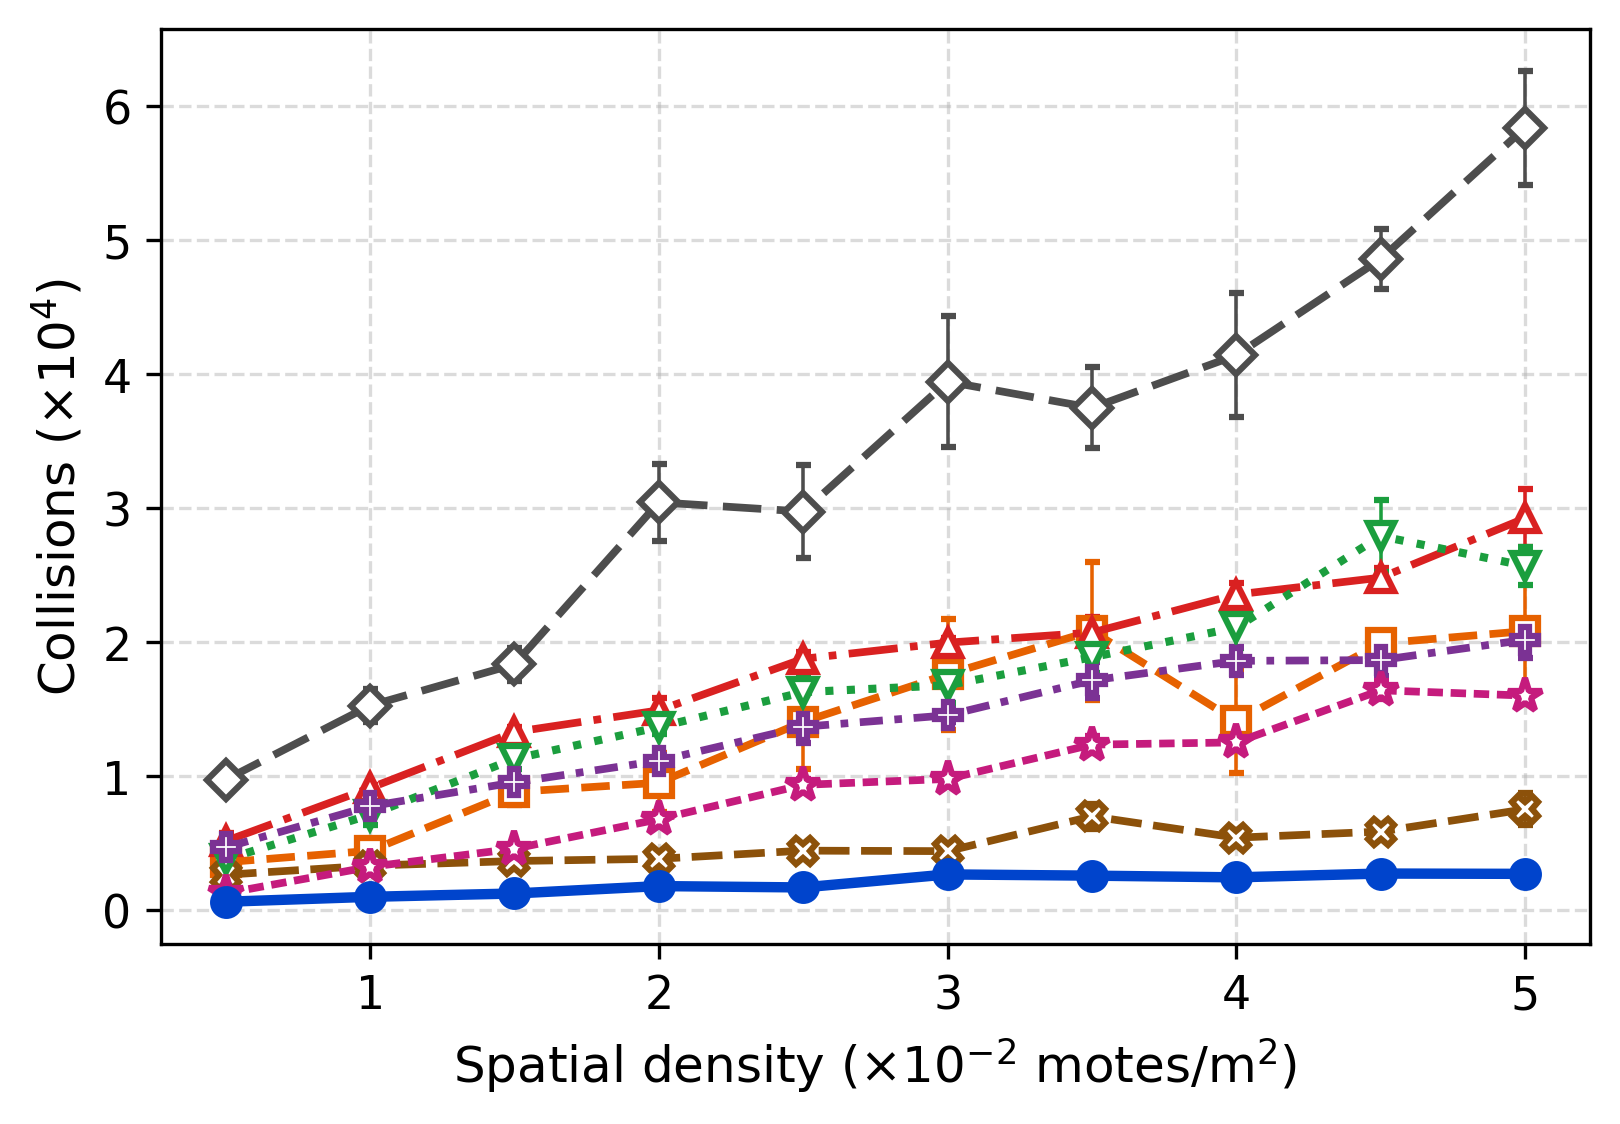 6
5
4
3
2
1
0
Collisions (×10⁴)
1 2 3 4 5
Spatial density (×10⁻² motes/m²)